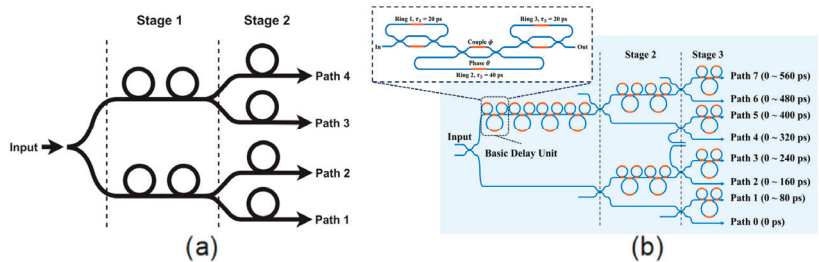 Stage 1
Stage 2
Input
Path 4
Path 3
Path 2
Path 1
(a)
Ring 1, τ₁ = 20 ps
Ring 3, τ₃ = 20 ps
Couple ϕ
In
Out
Phase θ
Ring 2, τ₂ = 40 ps
Stage 2
Stage 3
Input
Basic Delay Unit
Path 7 (0 ~ 560 ps)
Path 6 (0 ~ 480 ps)
Path 5 (0 ~ 400 ps)
Path 4 (0 ~ 320 ps)
Path 3 (0 ~ 240 ps)
Path 2 (0 ~ 160 ps)
Path 1 (0 ~ 80 ps)
Path 0 (0 ps)
(b)